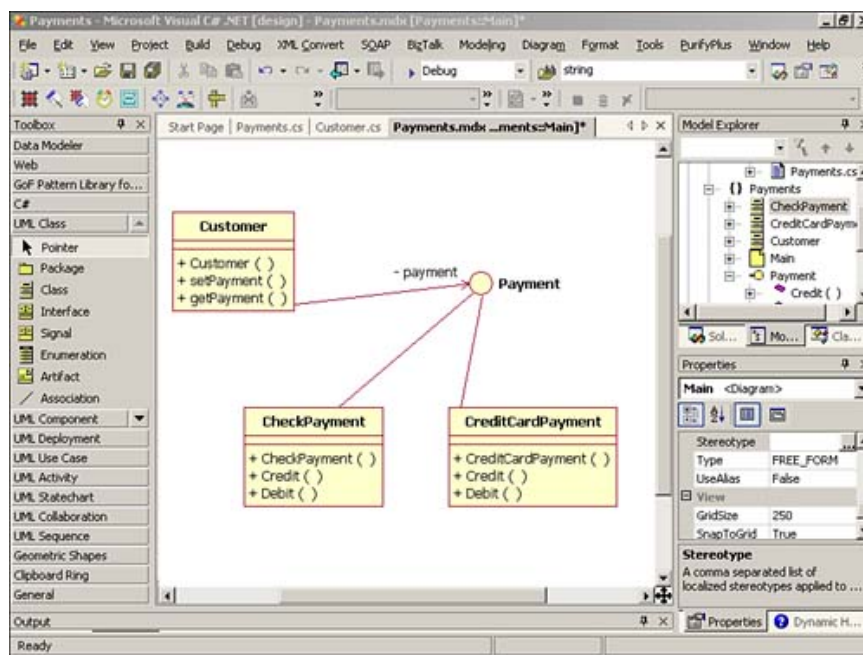 Payments - Microsoft Visual C# .NET [design] - Payments.mdx [Payments::Main]*
File Edit View Project Build Debug XML Convert SOAP BizTalk Modeling Diagram Format Tools PurifyPlus Window Help
Debug string
Toolbox
Data Modeler
Web
GoF Pattern Library fo...
C#
UML Class
Pointer
Package
Class
Interface
Signal
Enumeration
Artifact
Association
UML Component
UML Deployment
UML Use Case
UML Activity
UML Statechart
UML Collaboration
UML Sequence
Geometric Shapes
Clipboard Ring
General
Start Page Payments.cs Customer.cs Payments.mdx ...ments::Main]*
Customer
+ Customer ( )
+ setPayment ( )
+ getPayment ( )
- payment
Payment
CheckPayment
+ CheckPayment ( )
+ Credit ( )
+ Debit ( )
CreditCardPayment
+ CreditCardPayment ( )
+ Credit ( )
+ Debit ( )
Model Explorer
Payments.cs
{} Payments
CheckPayment
CreditCardPaym
Customer
Main
Payment
Credit ( )
Sol... Mo... Cla...
Properties
Main <Diagram>
Stereotype
Type FREE_FORM
UseAlias False
View
GridSize 250
SnapToGrid True
Stereotype
A comma separated list of
localized stereotypes applied to ...
Properties Dynamic H...
Output
Ready